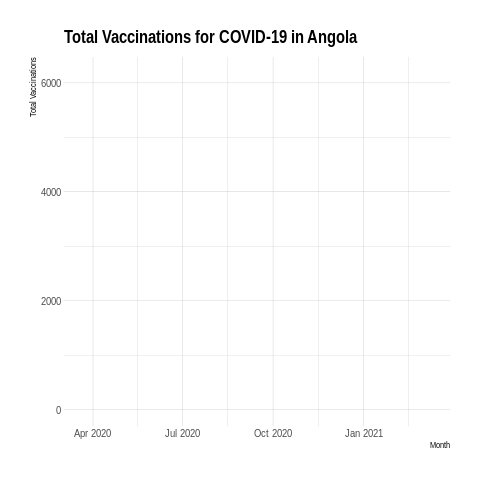 Total Vaccinations for COVID-19 in Angola
Total Vaccinations
6000
4000
2000
0
Apr 2020 Jul 2020 Oct 2020 Jan 2021
Month